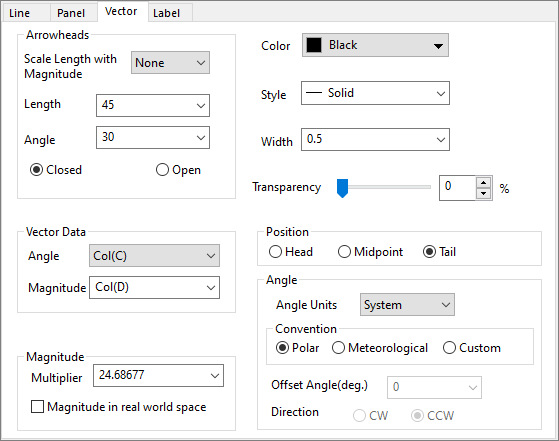 Line Panel Vector Label
Arrowheads
Scale Length with
Magnitude
None
Length 45
Angle 30
Closed Open
Color Black
Style Solid
Width 0.5
Transparency 0 %
Vector Data
Angle Col(C)
Magnitude Col(D)
Position
Head Midpoint Tail
Angle
Angle Units System
Convention
Polar Meteorological Custom
Offset Angle(deg.) 0
Direction CW CCW
Magnitude
Multiplier 24.68677
Magnitude in real world space